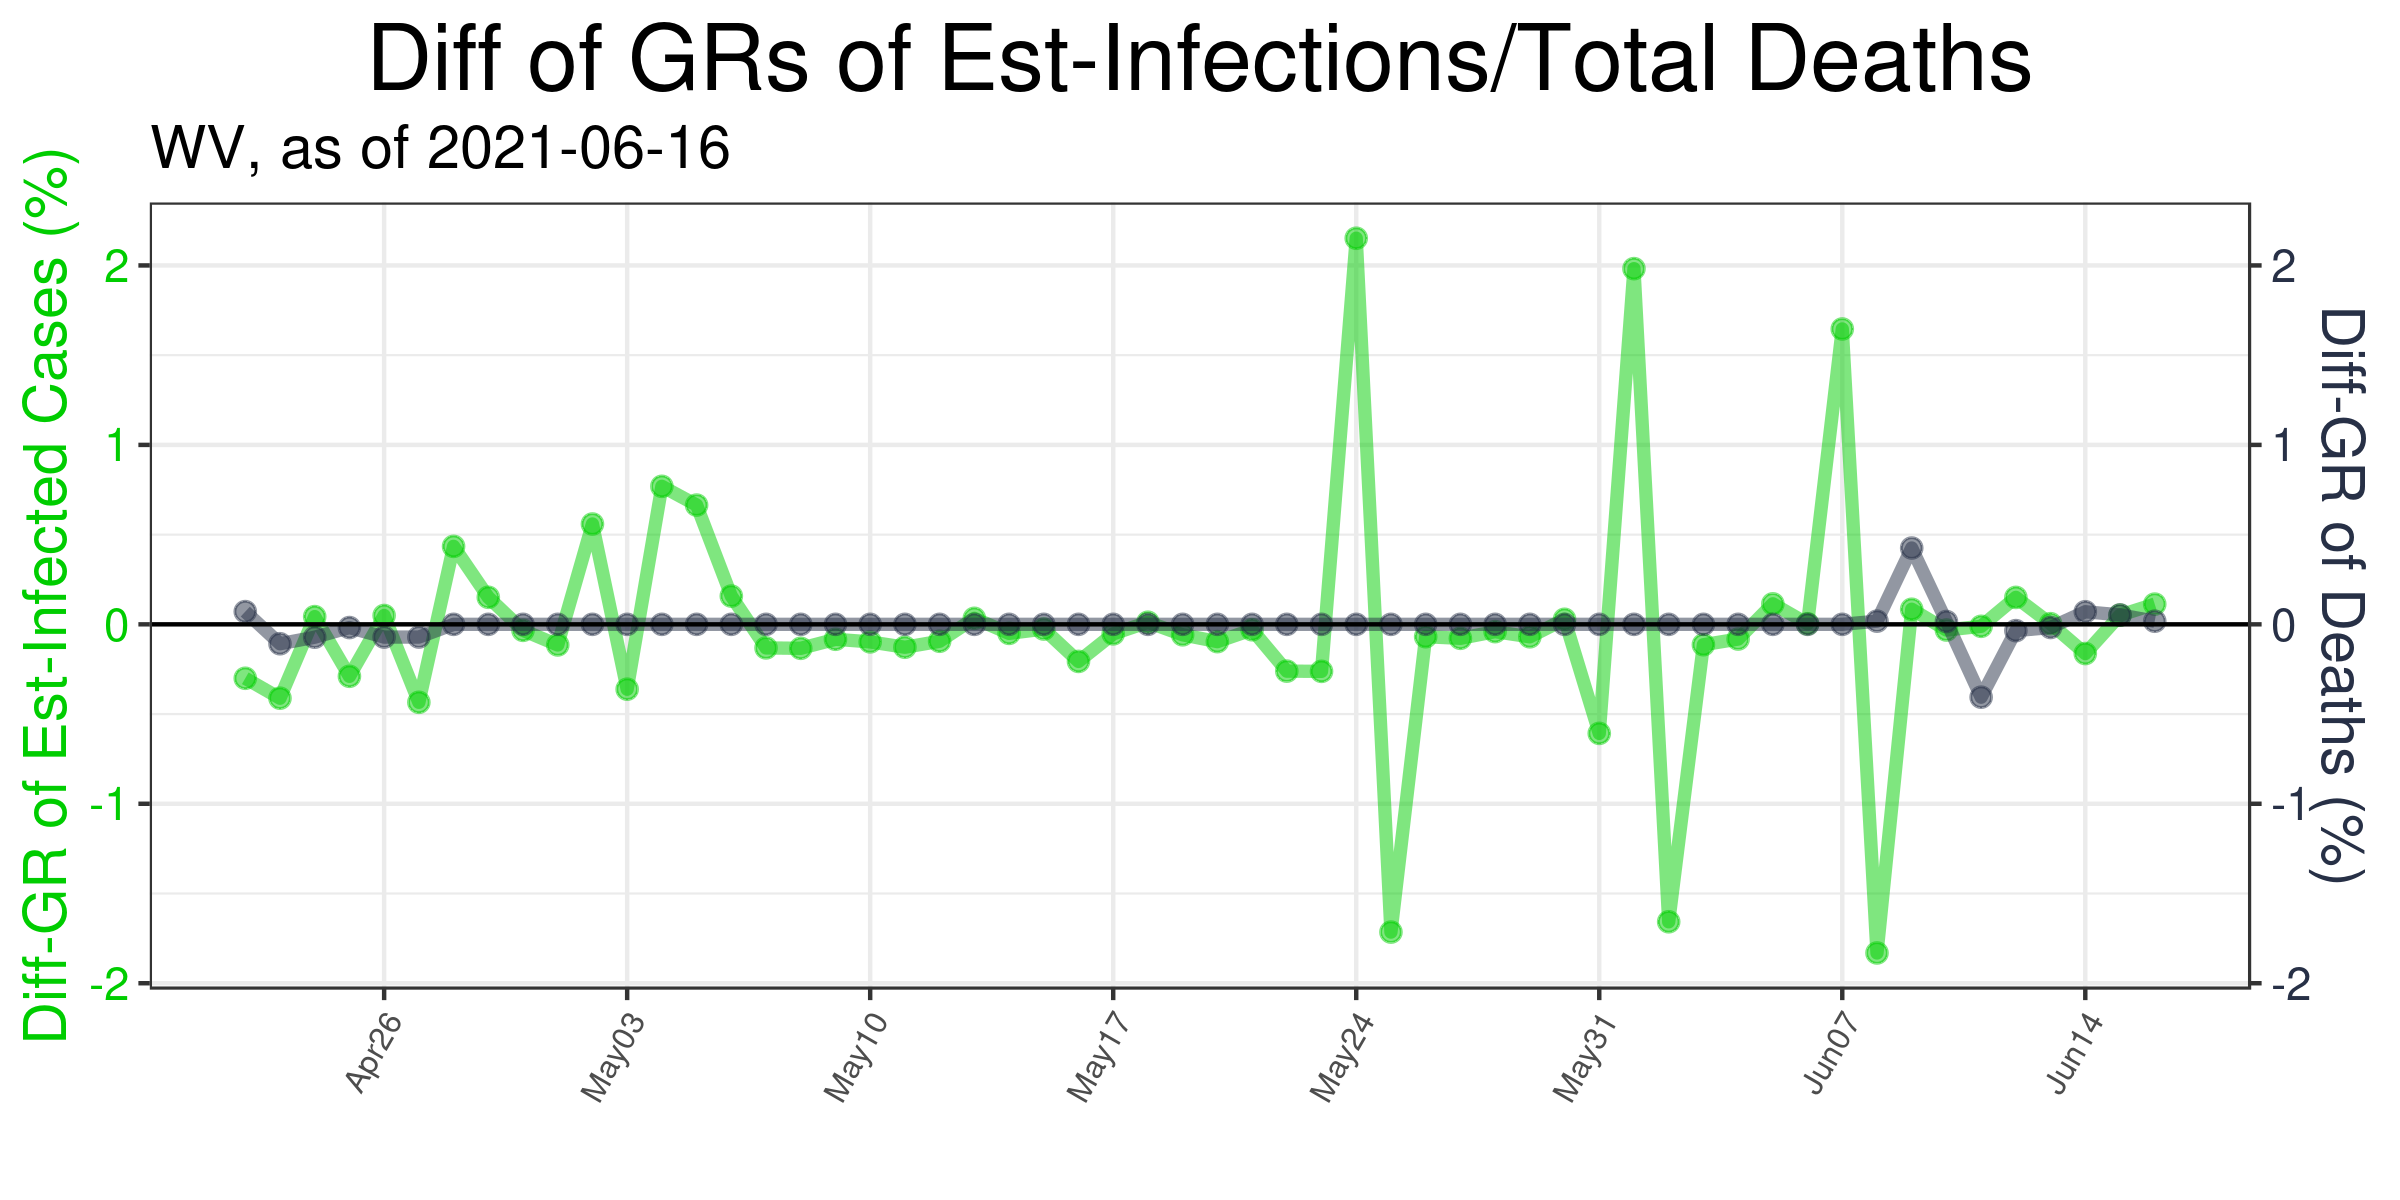 Diff of GRs of Est-Infections/Total Deaths
WV, as of 2021-06-16
Diff-GR of Est-Infected Cases (%)
2
1
0
-1
-2
2
1
0
-1
-2
Diff-GR of Deaths (%)
Apr26
May03
May10
May17
May24
May31
Jun07
Jun14